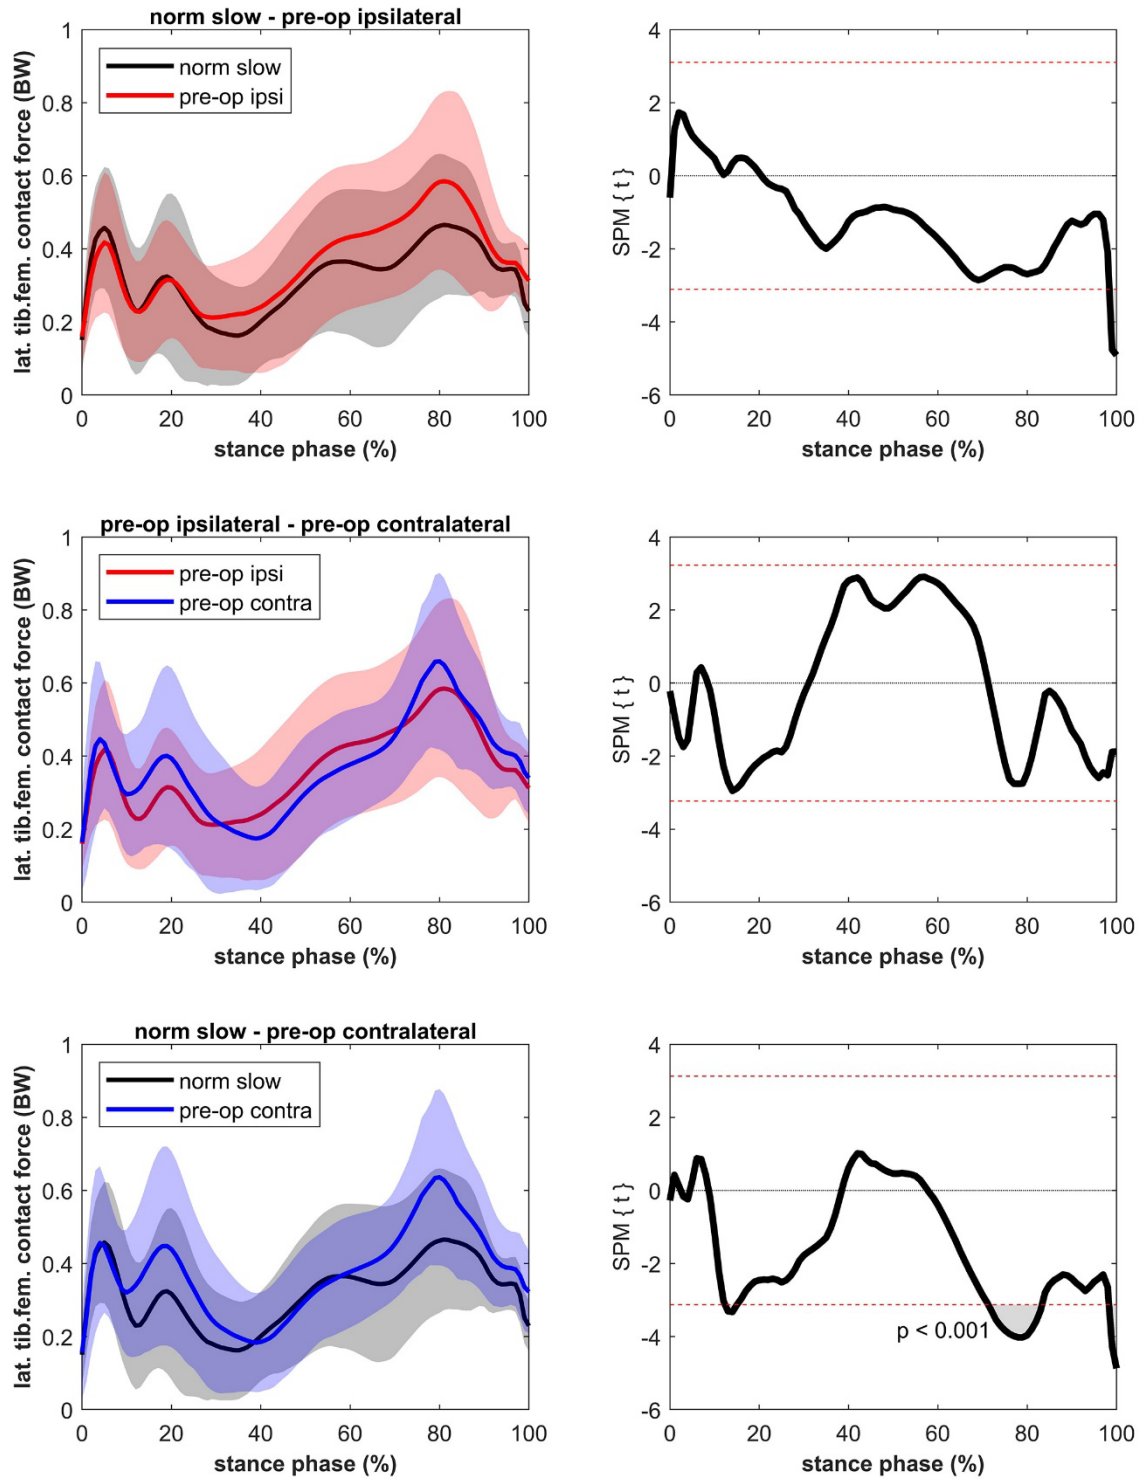 norm slow - pre-op ipsilateral
lat. tib.fem. contact force (BW)
1
0.8
0.6
0.4
0.2
0
norm slow
pre-op ipsi
0 20 40 60 80 100
stance phase (%)
SPM { t }
4
2
0
-2
-4
-6
0 20 40 60 80 100
stance phase (%)
pre-op ipsilateral - pre-op contralateral
lat. tib.fem. contact force (BW)
1
0.8
0.6
0.4
0.2
0
pre-op ipsi
pre-op contra
0 20 40 60 80 100
stance phase (%)
SPM { t }
4
2
0
-2
-4
-6
0 20 40 60 80 100
stance phase (%)
norm slow - pre-op contralateral
lat. tib.fem. contact force (BW)
1
0.8
0.6
0.4
0.2
0
norm slow
pre-op contra
0 20 40 60 80 100
stance phase (%)
SPM { t }
4
2
0
-2
-4
-6
p < 0.001
0 20 40 60 80 100
stance phase (%)